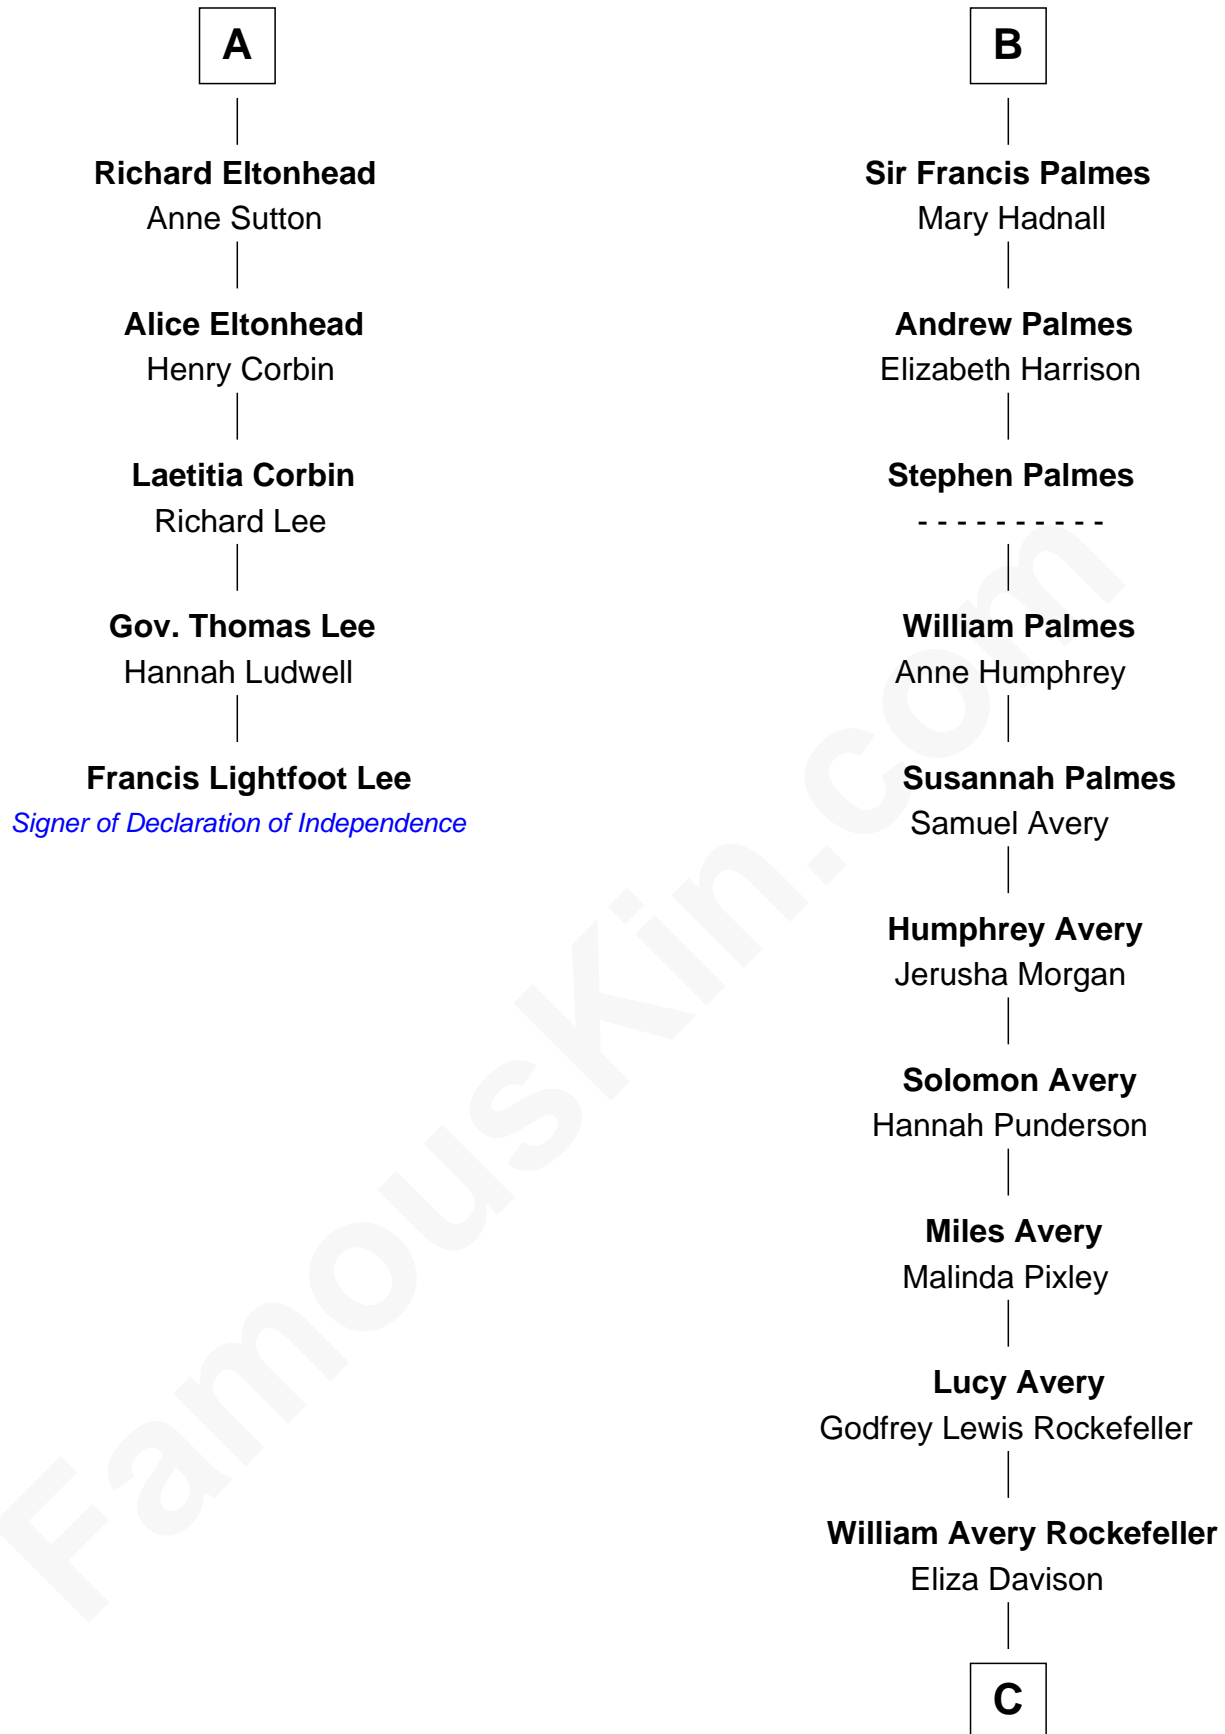 A
Richard Eltonhead
Anne Sutton
Alice Eltonhead
Henry Corbin
Laetitia Corbin
Richard Lee
Gov. Thomas Lee
Hannah Ludwell
Francis Lightfoot Lee
Signer of Declaration of Independence
B
Sir Francis Palmes
Mary Hadnall
Andrew Palmes
Elizabeth Harrison
Stephen Palmes
- - - - - - - - - -
William Palmes
Anne Humphrey
Susannah Palmes
Samuel Avery
Humphrey Avery
Jerusha Morgan
Solomon Avery
Hannah Punderson
Miles Avery
Malinda Pixley
Lucy Avery
Godfrey Lewis Rockefeller
William Avery Rockefeller
Eliza Davison
C
FamousKin.com